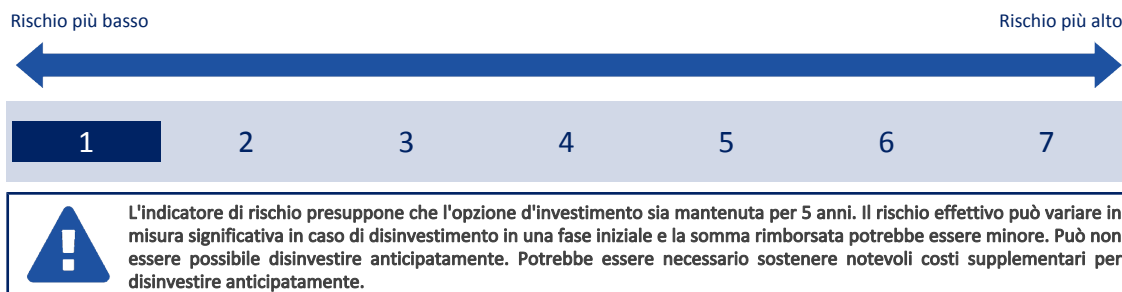 Rischio più basso Rischio più alto
1 2 3 4 5 6 7
L'indicatore di rischio presuppone che l'opzione d'investimento sia mantenuta per 5 anni. Il rischio effettivo può variare in
misura significativa in caso di disinvestimento in una fase iniziale e la somma rimborsata potrebbe essere minore. Può non
essere possibile disinvestire anticipatamente. Potrebbe essere necessario sostenere notevoli costi supplementari per
disinvestire anticipatamente.